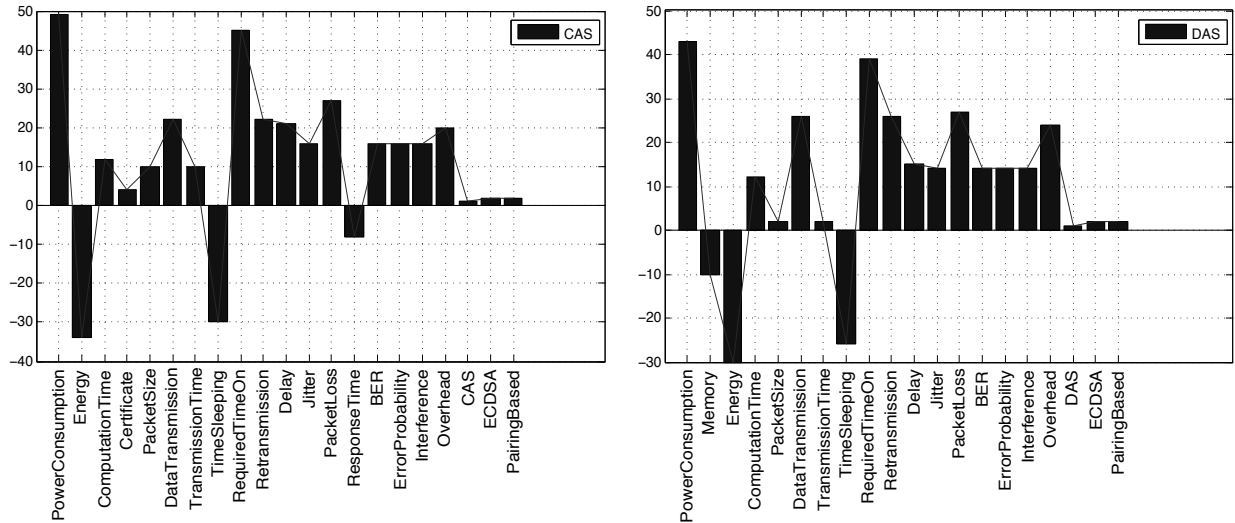 50
40
30
20
10
0
−10
−20
−30
−40
CAS
PowerConsumption
Energy
ComputationTime
Certificate
PacketSize
DataTransmission
TransmissionTime
TimeSleeping
RequiredTimeOn
Retransmission
Delay
Jitter
PacketLoss
ResponseTime
BER
ErrorProbability
Interference
Overhead
CAS
ECDSA
PairingBased
50
40
30
20
10
0
−10
−20
−30
DAS
PowerConsumption
Memory
Energy
ComputationTime
PacketSize
DataTransmission
TransmissionTime
TimeSleeping
RequiredTimeOn
Retransmission
Delay
Jitter
PacketLoss
BER
ErrorProbability
Interference
Overhead
DAS
ECDSA
PairingBased